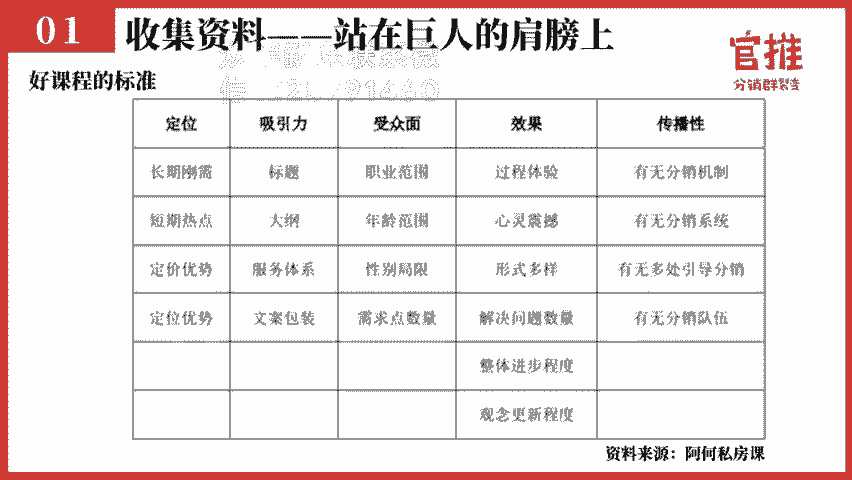 01
收集资料——站在巨人的肩膀上
官推
分销群裂变
好课程的标准
定位 吸引力 受众面 效果 传播性
长期刚需 标题 职业范围 过程体验 有无分销机制
短期热点 大纲 年龄范围 心灵震撼 有无分销系统
定价优势 服务体系 性别局限 形式多样 有无多处引导分销
定位优势 文案包装 需求点数量 解决问题数量 有无分销队伍
整体进步程度
观念更新程度
资料来源：阿何私房课